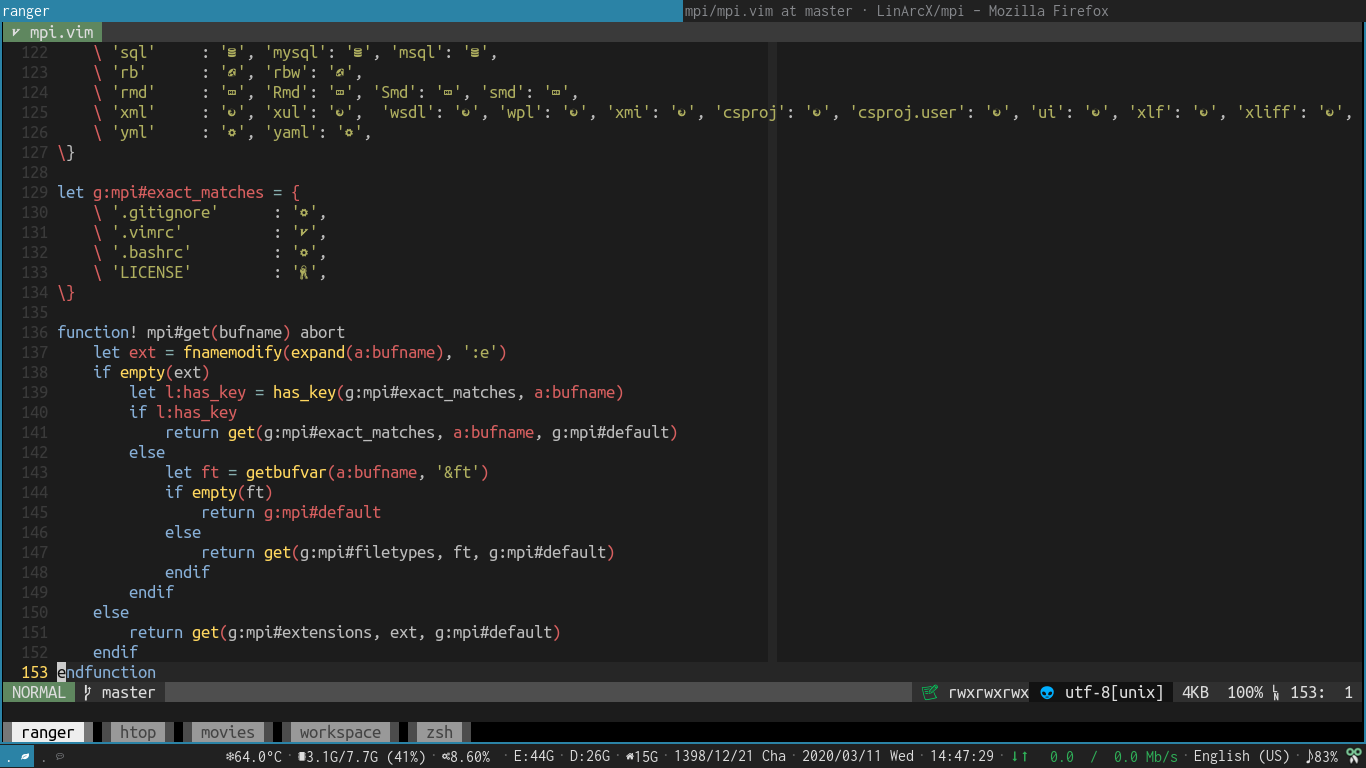 ranger mpi/mpi.vim at master · LinArcX/mpi – Mozilla Firefox
mpi.vim
122 \ 'sql' : '', 'mysql': '', 'msql': '',
123 \ 'rb' : '', 'rbw': '',
124 \ 'rmd' : '', 'Rmd': '', 'Smd': '', 'smd': '',
125 \ 'xml' : '', 'xul': '', 'wsdl': '', 'wpl': '', 'xmi': '', 'csproj': '', 'csproj.user': '', 'ui': '', 'xlf': '', 'xliff': '',
126 \ 'yml' : '', 'yaml': '',
127 \}
128
129 let g:mpi#exact_matches = {
130 \ '.gitignore' : '',
131 \ '.vimrc' : '',
132 \ '.bashrc' : '',
133 \ 'LICENSE' : '',
134 \}
135
136 function! mpi#get(bufname) abort
137 let ext = fnamemodify(expand(a:bufname), ':e')
138 if empty(ext)
139 let l:has_key = has_key(g:mpi#exact_matches, a:bufname)
140 if l:has_key
141 return get(g:mpi#exact_matches, a:bufname, g:mpi#default)
142 else
143 let ft = getbufvar(a:bufname, '&ft')
144 if empty(ft)
145 return g:mpi#default
146 else
147 return get(g:mpi#filetypes, ft, g:mpi#default)
148 endif
149 endif
150 else
151 return get(g:mpi#extensions, ext, g:mpi#default)
152 endif
153 endfunction
NORMAL master rwxrwxrwx utf-8[unix] 4KB 100% LN 153: 1
ranger htop movies workspace zsh
. . 64.0°C · 3.1G/7.7G (41%) · 8.60% · E:44G · D:26G · 15G · 1398/12/21 Cha · 2020/03/11 Wed · 14:47:29 · ↓↑ 0.0 / 0.0 Mb/s · English (US) · ♪83%